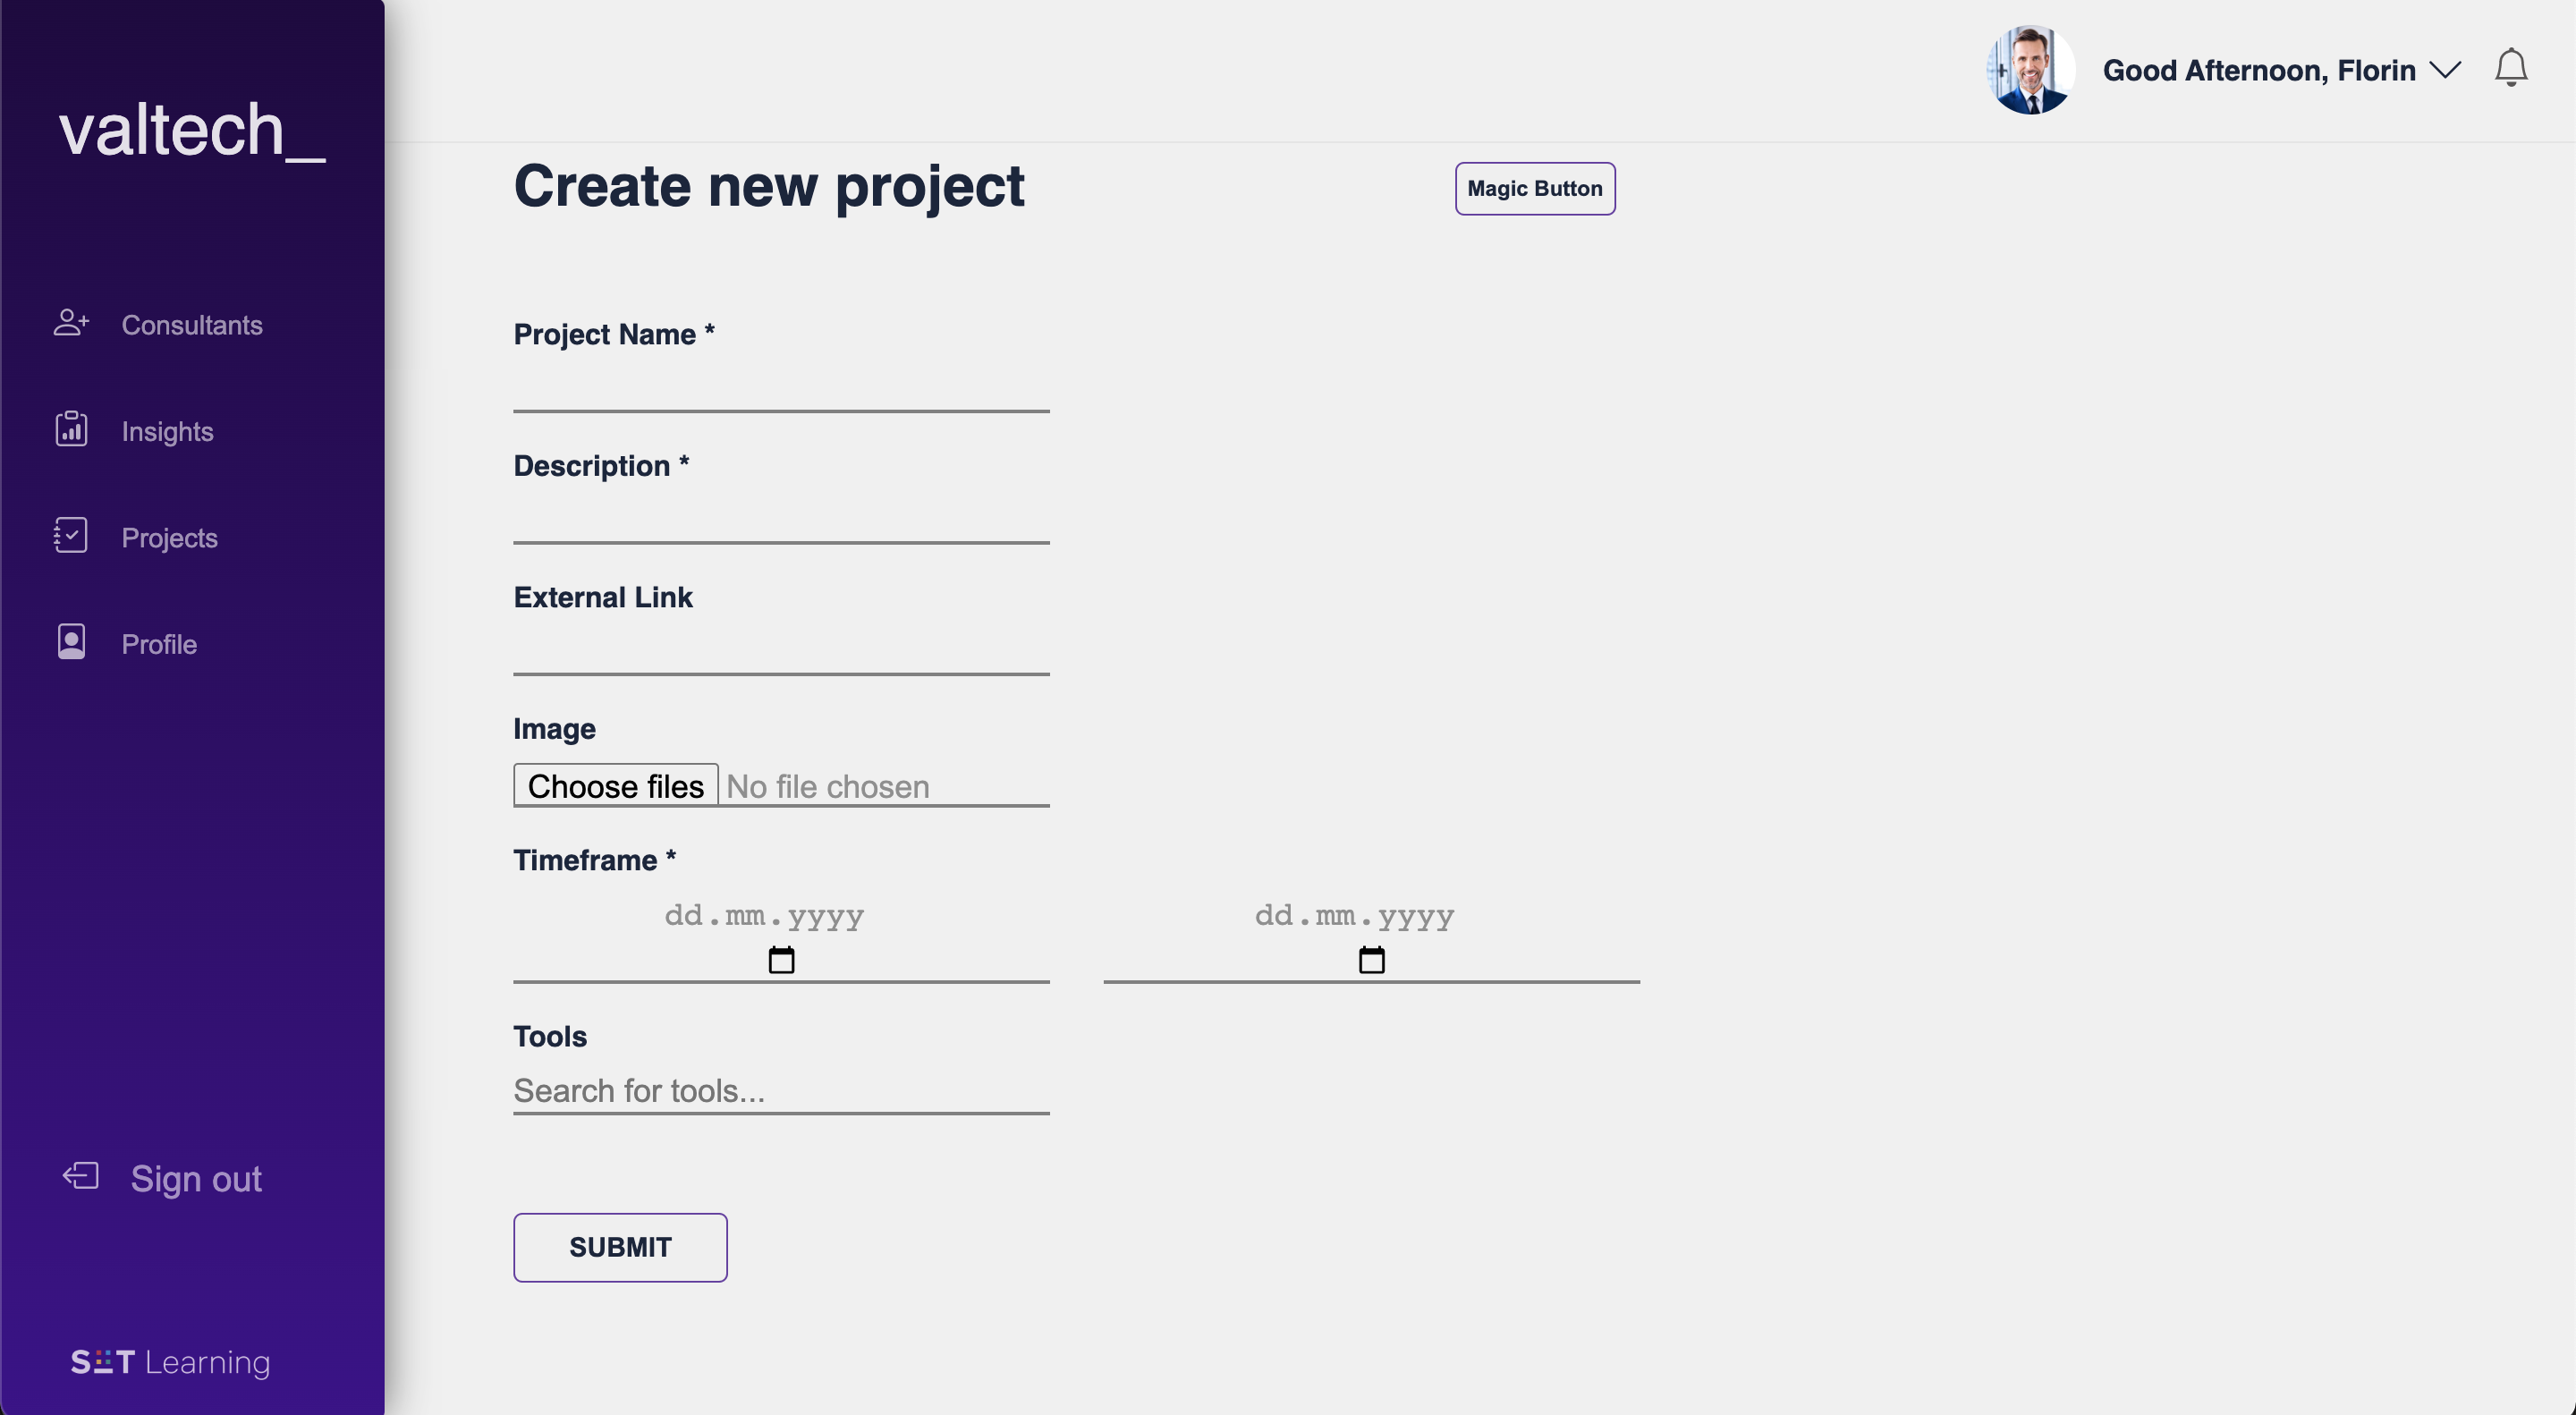 valtech_
Good Afternoon, Florin
Create new project
Magic Button
Consultants
Insights
Projects
Profile
Sign out
SET Learning
Project Name *
Description *
External Link
Image
Choose files No file chosen
Timeframe *
dd.mm.yyyy dd.mm.yyyy
Tools
Search for tools...
SUBMIT